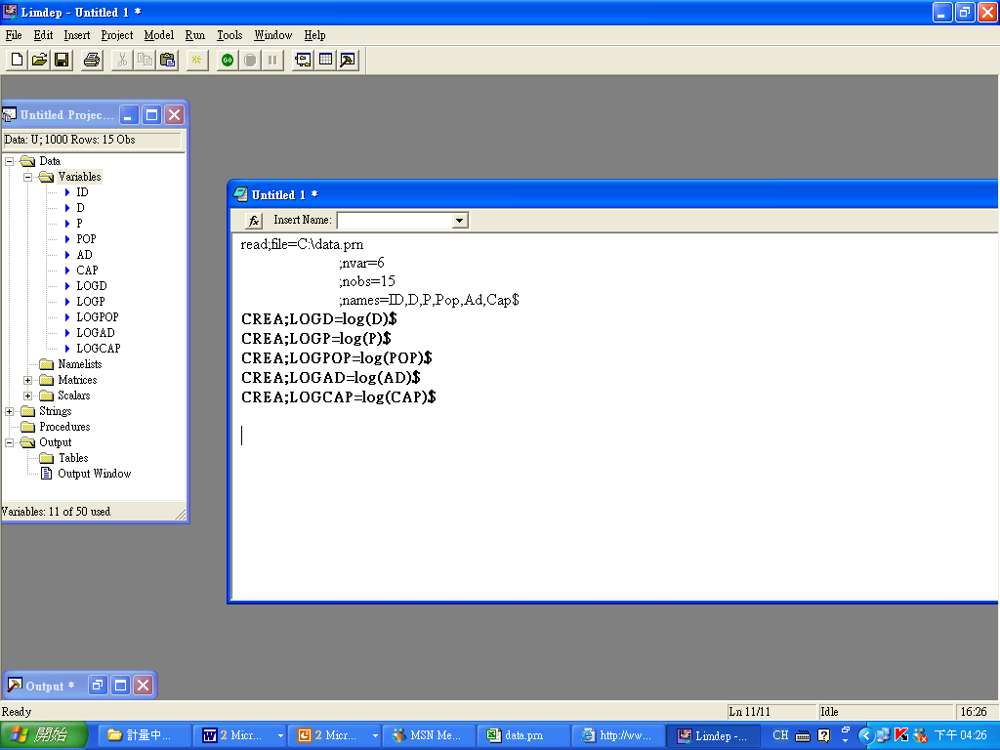 Limdep - Untitled 1 *
File Edit Insert Project Model Run Tools Window Help
GO
Untitled Projec...
Data: U; 1000 Rows: 15 Obs
Data
Variables
ID
D
P
POP
AD
CAP
LOGD
LOGP
LOGPOP
LOGAD
LOGCAP
Namelists
Matrices
Scalars
Strings
Procedures
Output
Tables
Output Window
Variables: 11 of 50 used
Untitled 1 *
fx Insert Name:
read;file=C:\data.prn
;nvar=6
;nobs=15
;names=ID,D,P,Pop,Ad,Cap$
CREA;LOGD=log(D)$
CREA;LOGP=log(P)$
CREA;LOGPOP=log(POP)$
CREA;LOGAD=log(AD)$
CREA;LOGCAP=log(CAP)$
Output *
Ready Ln 11/11 Idle 16:26
開始 計量中... 2 Micr... 2 Micr... MSN Me... data.prn http://ww... Limdep -... CH 下午 04:26